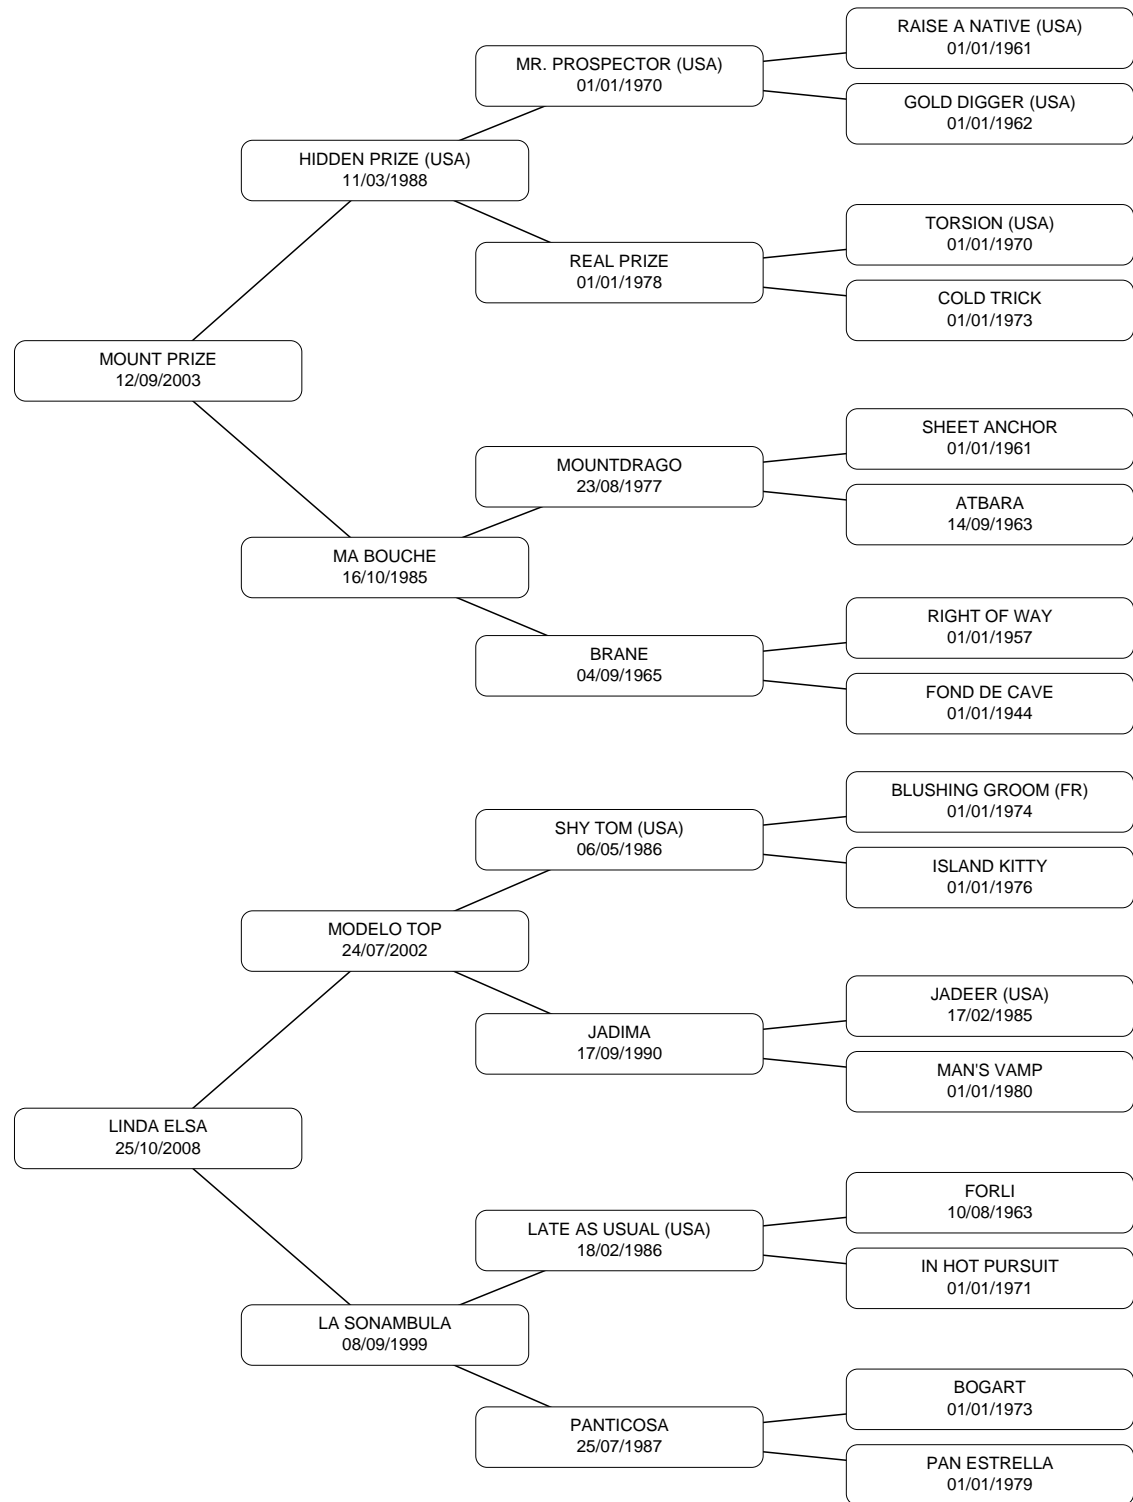 RAISE A NATIVE (USA)
01/01/1961
MR. PROSPECTOR (USA)
01/01/1970
GOLD DIGGER (USA)
01/01/1962
HIDDEN PRIZE (USA)
11/03/1988
TORSION (USA)
01/01/1970
REAL PRIZE
01/01/1978
COLD TRICK
01/01/1973
MOUNT PRIZE
12/09/2003
SHEET ANCHOR
01/01/1961
MOUNTDRAGO
23/08/1977
ATBARA
14/09/1963
MA BOUCHE
16/10/1985
RIGHT OF WAY
01/01/1957
BRANE
04/09/1965
FOND DE CAVE
01/01/1944
BLUSHING GROOM (FR)
01/01/1974
SHY TOM (USA)
06/05/1986
ISLAND KITTY
01/01/1976
MODELO TOP
24/07/2002
JADEER (USA)
17/02/1985
JADIMA
17/09/1990
MAN'S VAMP
01/01/1980
LINDA ELSA
25/10/2008
FORLI
10/08/1963
LATE AS USUAL (USA)
18/02/1986
IN HOT PURSUIT
01/01/1971
LA SONAMBULA
08/09/1999
BOGART
01/01/1973
PANTICOSA
25/07/1987
PAN ESTRELLA
01/01/1979